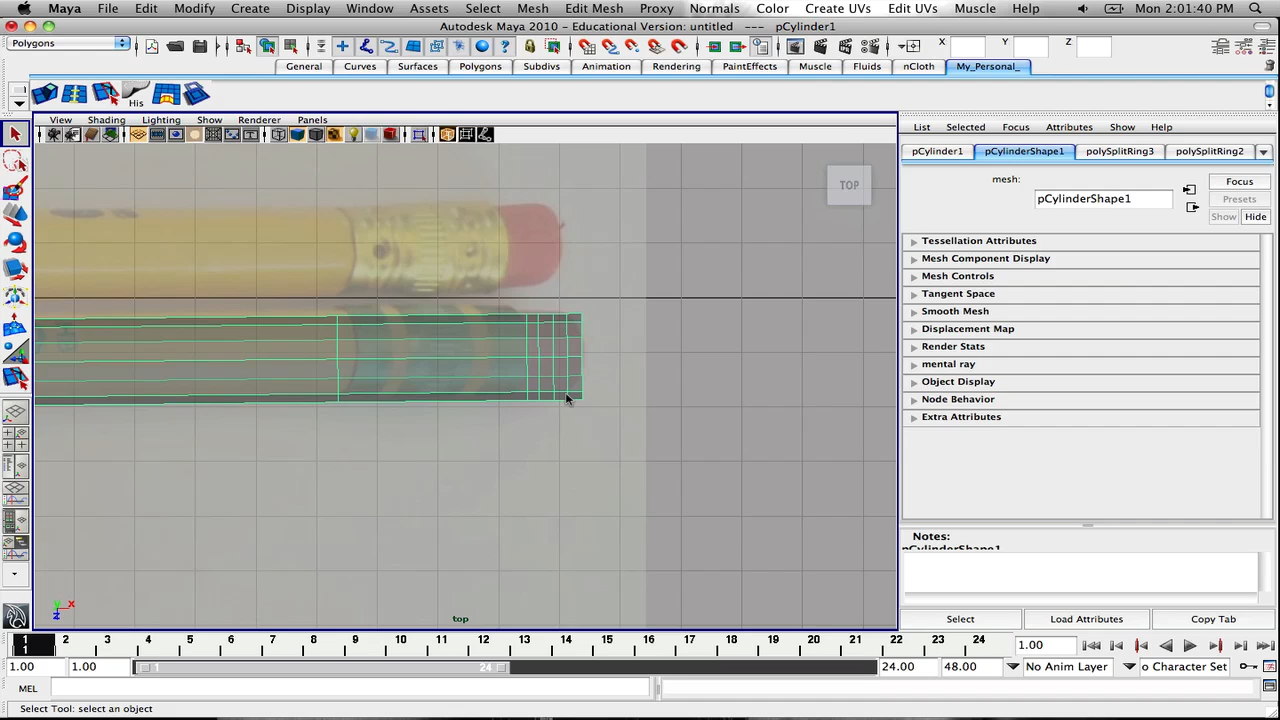 Maya File Edit Modify Create Display Window Assets Select Mesh Edit Mesh Proxy Normals Color Create UVs Edit UVs Muscle Help Mon 2:01:40 PM
Autodesk Maya 2010 - Educational Version: untitled --- pCylinder1
Polygons X Y Z
General Curves Surfaces Polygons Subdivs Animation Rendering PaintEffects Muscle Fluids nCloth My_Personal_
His
View Shading Lighting Show Renderer Panels
List Selected Focus Attributes Show Help
pCylinder1 pCylinderShape1 polySplitRing3 polySplitRing2
mesh: Focus
pCylinderShape1 Presets
Show Hide
TOP
Tessellation Attributes
Mesh Component Display
Mesh Controls
Tangent Space
Smooth Mesh
Displacement Map
Render Stats
mental ray
Object Display
Node Behavior
Extra Attributes
Notes:
pCylinderShape1
y x
z
top
Select Load Attributes Copy Tab
1 2 3 4 5 6 7 8 9 10 11 12 13 14 15 16 17 18 19 20 21 22 23 24 1.00
1
1.00 1.00 1 24 24.00 48.00 No Anim Layer o Character Set
MEL
Select Tool: select an object